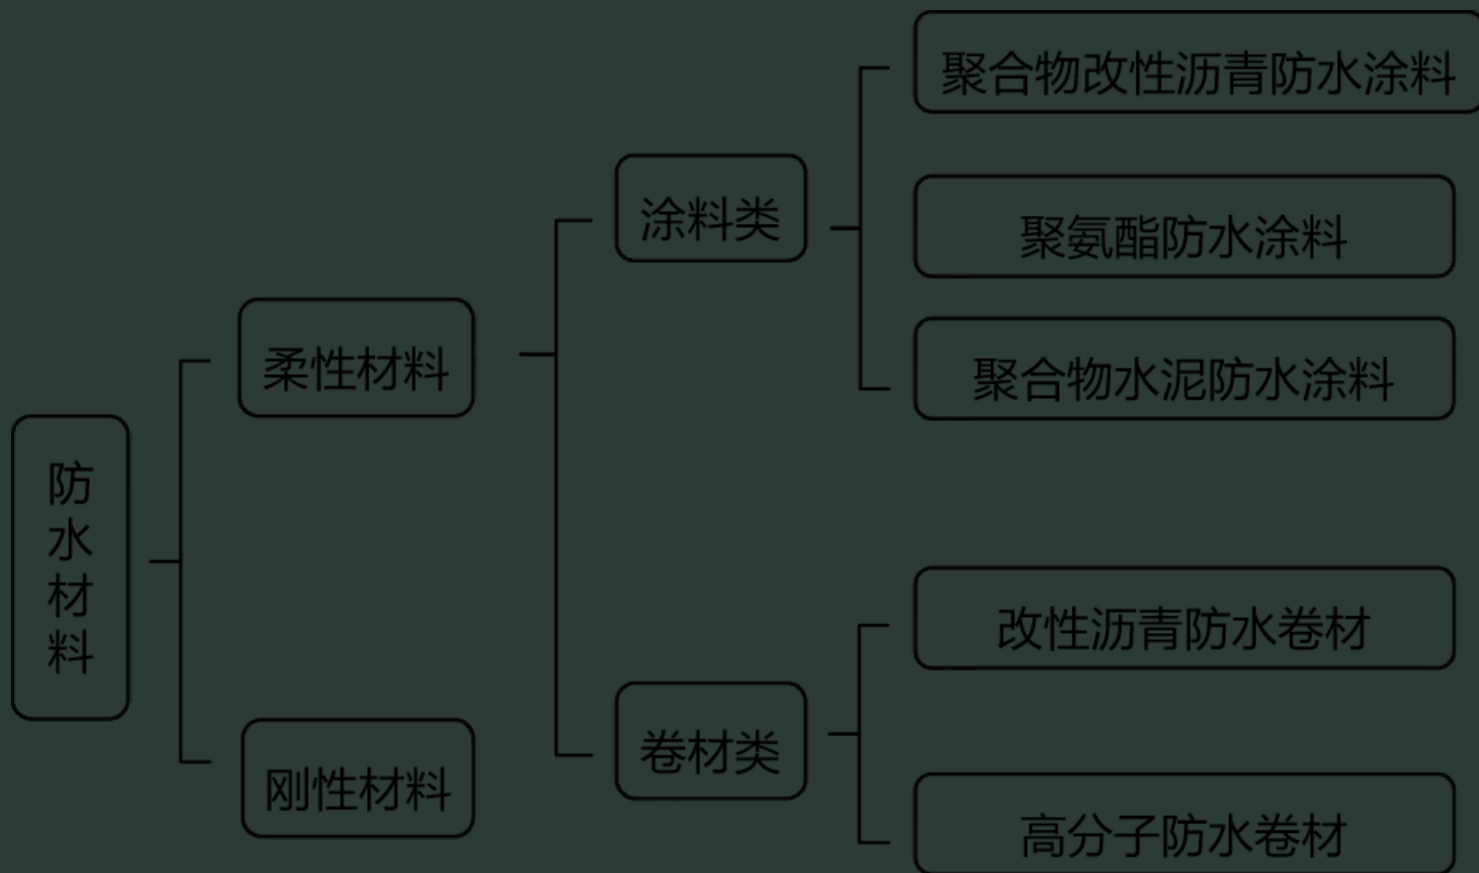 防水材料
柔性材料
刚性材料
涂料类
卷材类
聚合物改性沥青防水涂料
聚氨酯防水涂料
聚合物水泥防水涂料
改性沥青防水卷材
高分子防水卷材